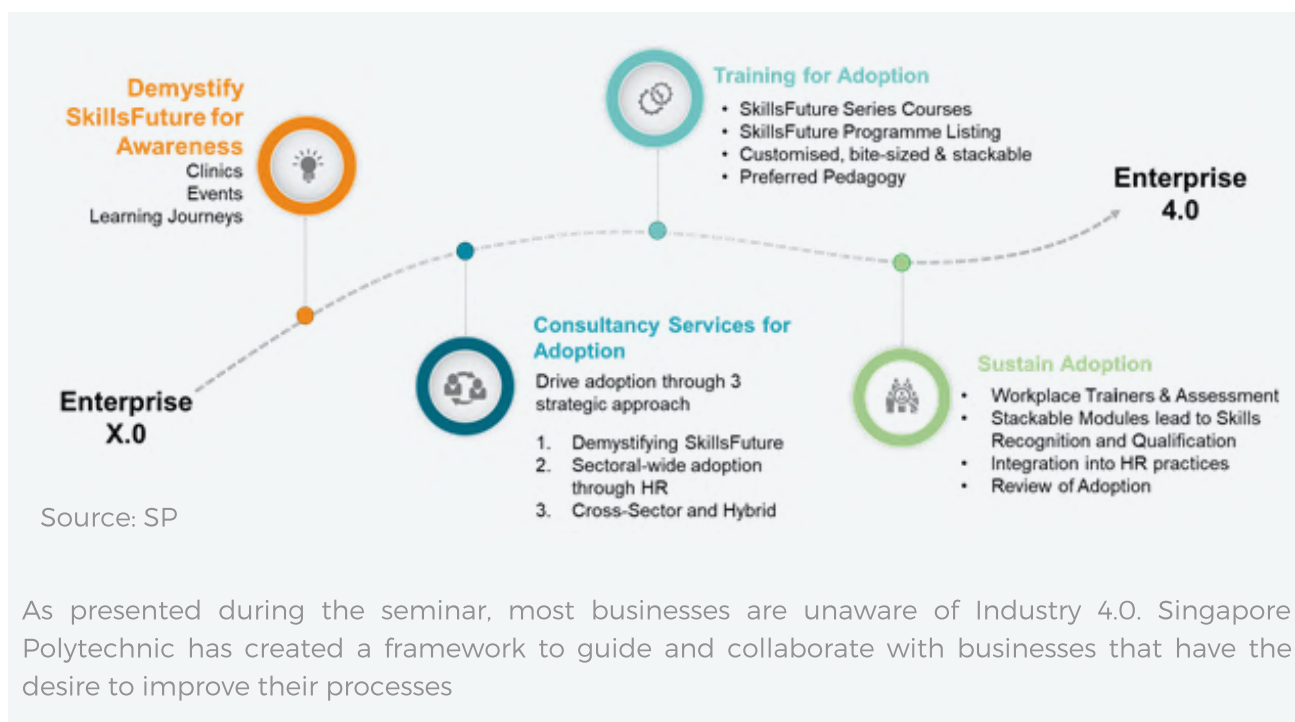 Demystify
SkillsFuture for
Awareness
Clinics
Events
Learning Journeys
Training for Adoption
• SkillsFuture Series Courses
• SkillsFuture Programme Listing
• Customised, bite-sized & stackable
• Preferred Pedagogy
Enterprise
4.0
Enterprise
X.0
Consultancy Services for
Adoption
Drive adoption through 3
strategic approach
1. Demystifying SkillsFuture
2. Sectoral-wide adoption
through HR
3. Cross-Sector and Hybrid
Sustain Adoption
• Workplace Trainers & Assessment
• Stackable Modules lead to Skills
Recognition and Qualification
• Integration into HR practices
• Review of Adoption
Source: SP
As presented during the seminar, most businesses are unaware of Industry 4.0. Singapore
Polytechnic has created a framework to guide and collaborate with businesses that have the
desire to improve their processes